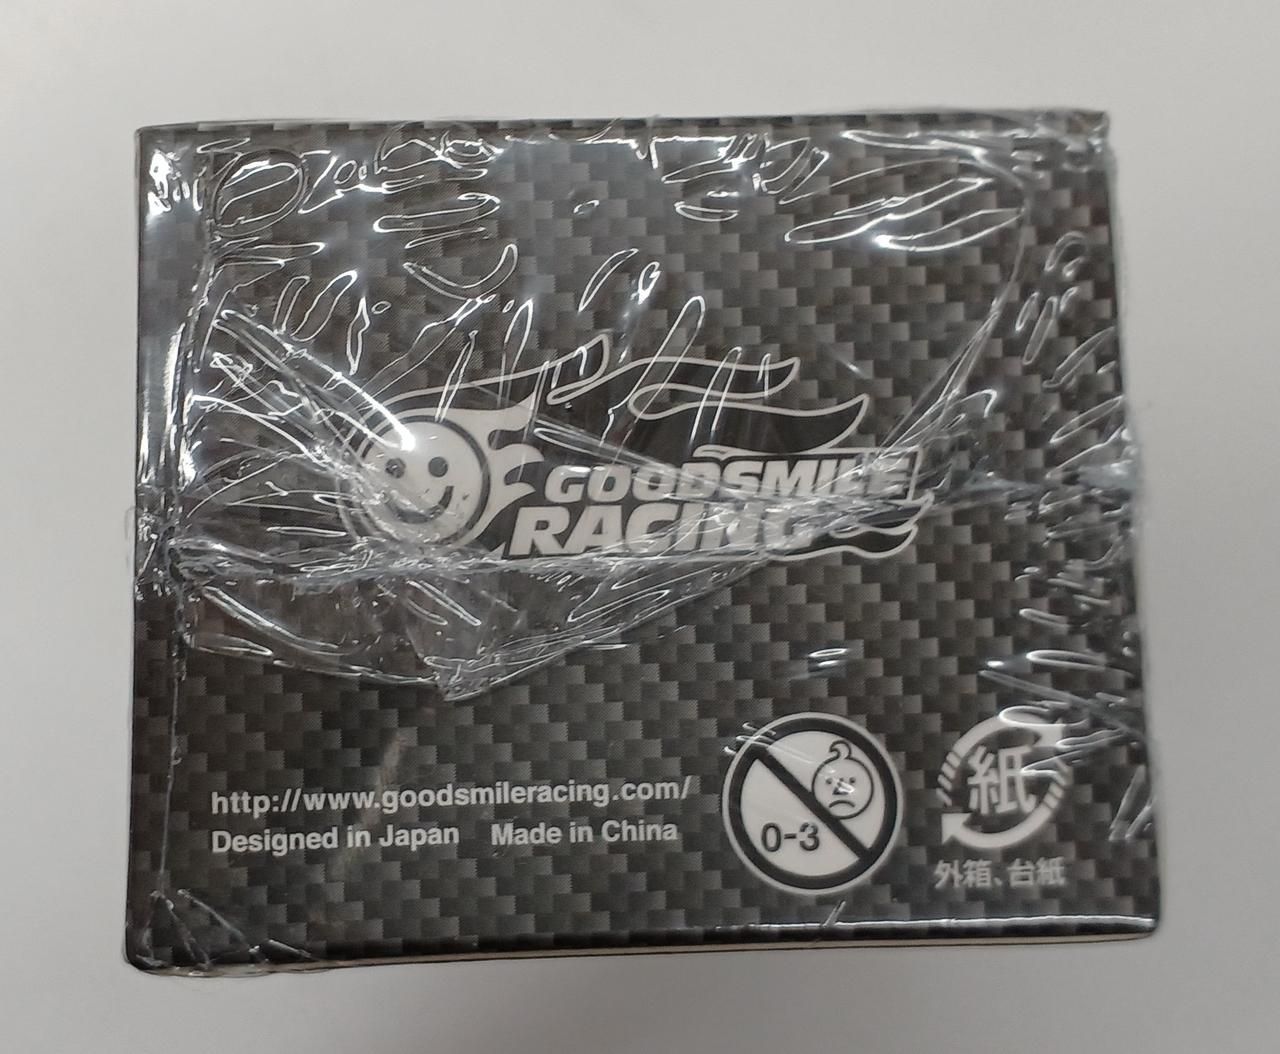 GOODSMILE
RACING
http://www.goodsmileracing.com/
Designed in Japan Made in China
0-3
紙
外箱、台紙